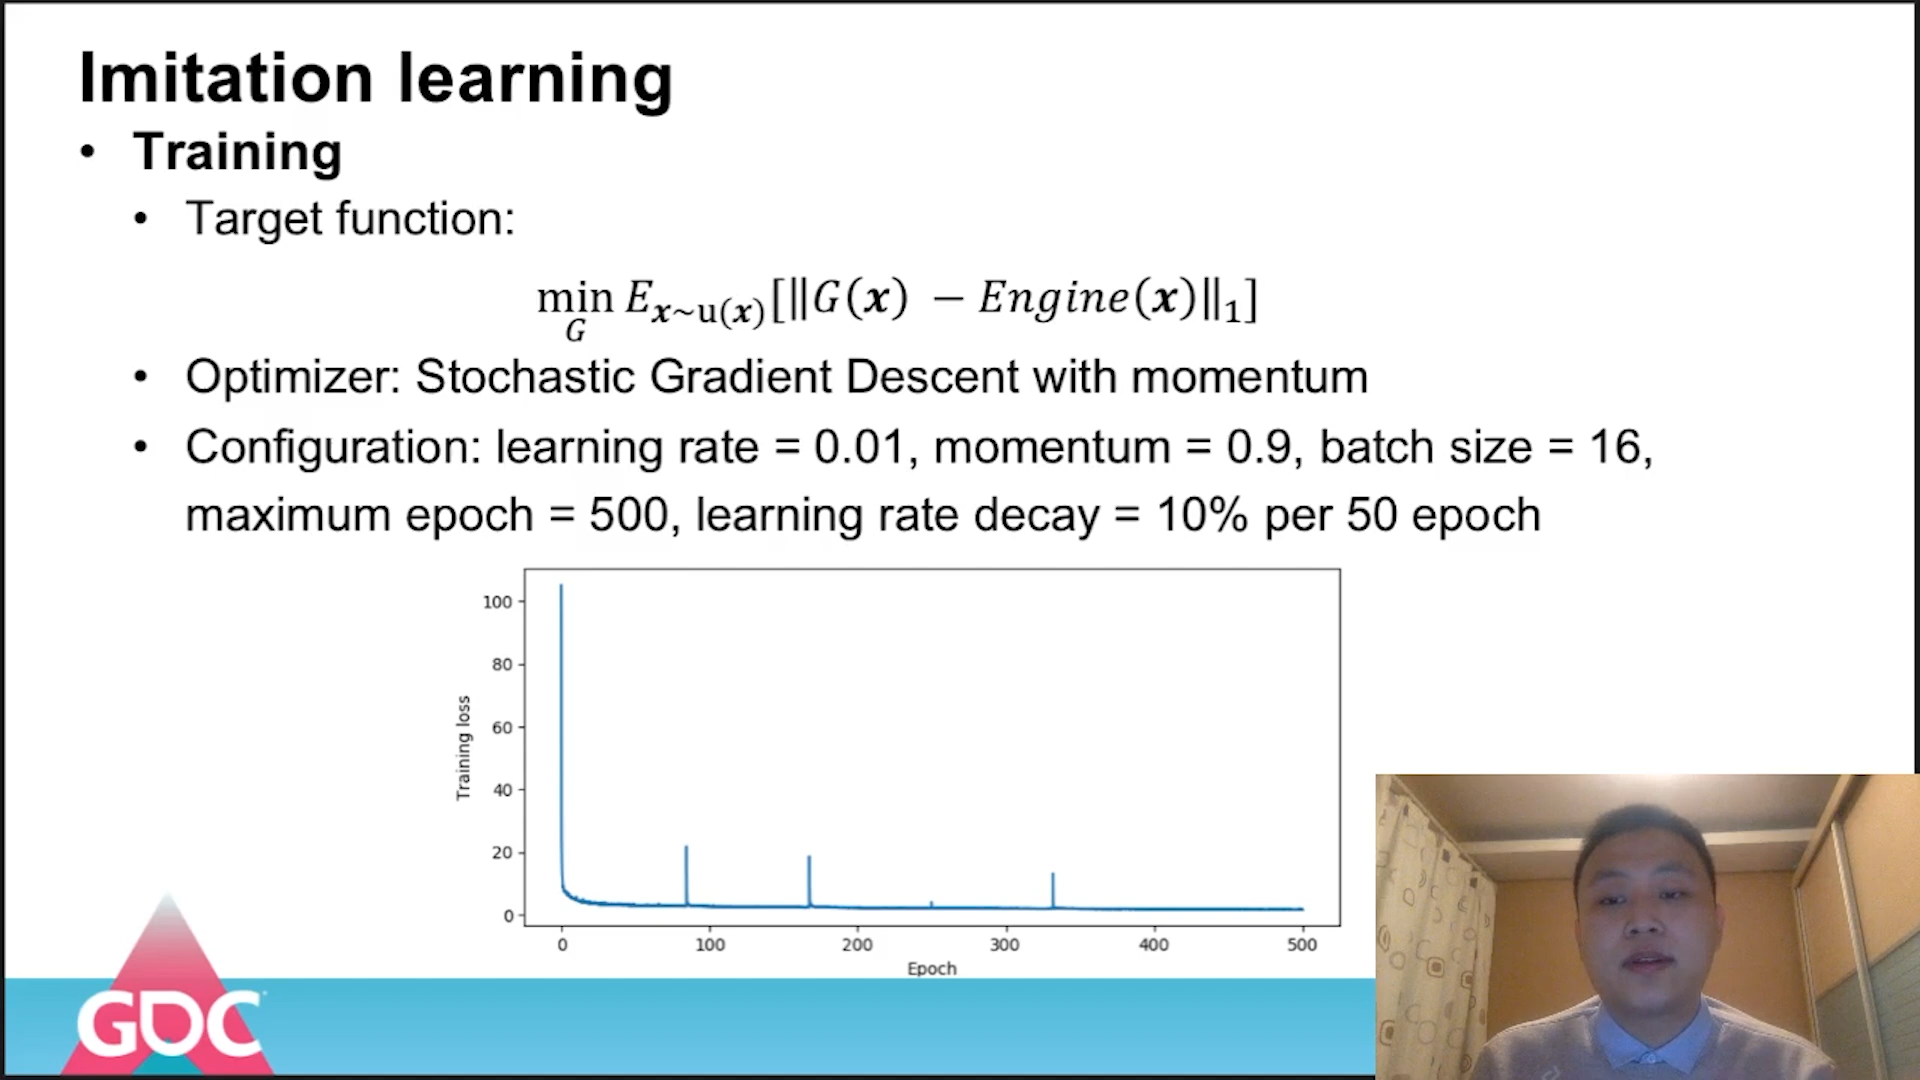 Imitation learning
• Training
• Target function:
min E_{x~u(x)}[‖G(x) − Engine(x)‖₁]
G
• Optimizer: Stochastic Gradient Descent with momentum
• Configuration: learning rate = 0.01, momentum = 0.9, batch size = 16,
maximum epoch = 500, learning rate decay = 10% per 50 epoch
100
80
60
40
20
0
Training loss
0 100 200 300 400 500
Epoch
GDC